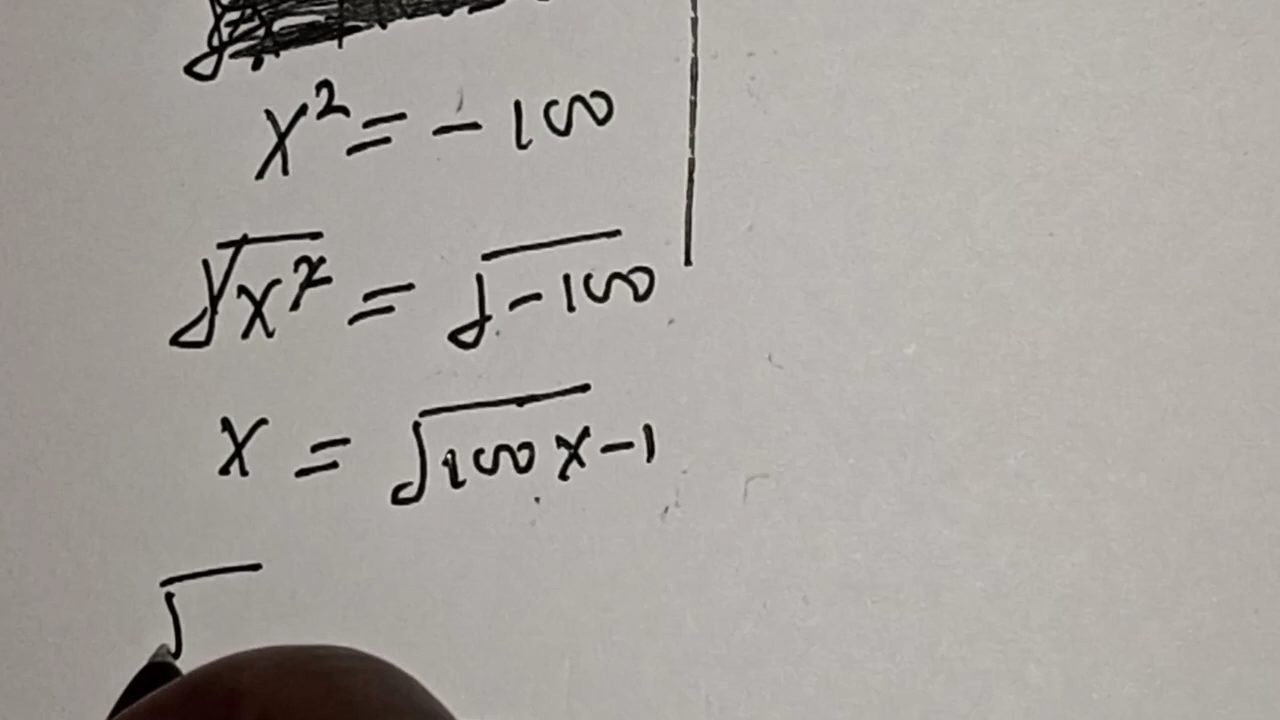 x² = - 100
√x² = √-100
x = √100 x -1
√